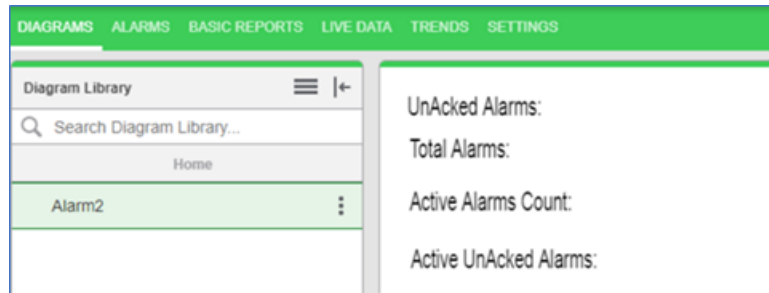 DIAGRAMS ALARMS BASIC REPORTS LIVE DATA TRENDS SETTINGS
Diagram Library
Search Diagram Library...
Home
Alarm2
UnAcked Alarms:
Total Alarms:
Active Alarms Count:
Active UnAcked Alarms: